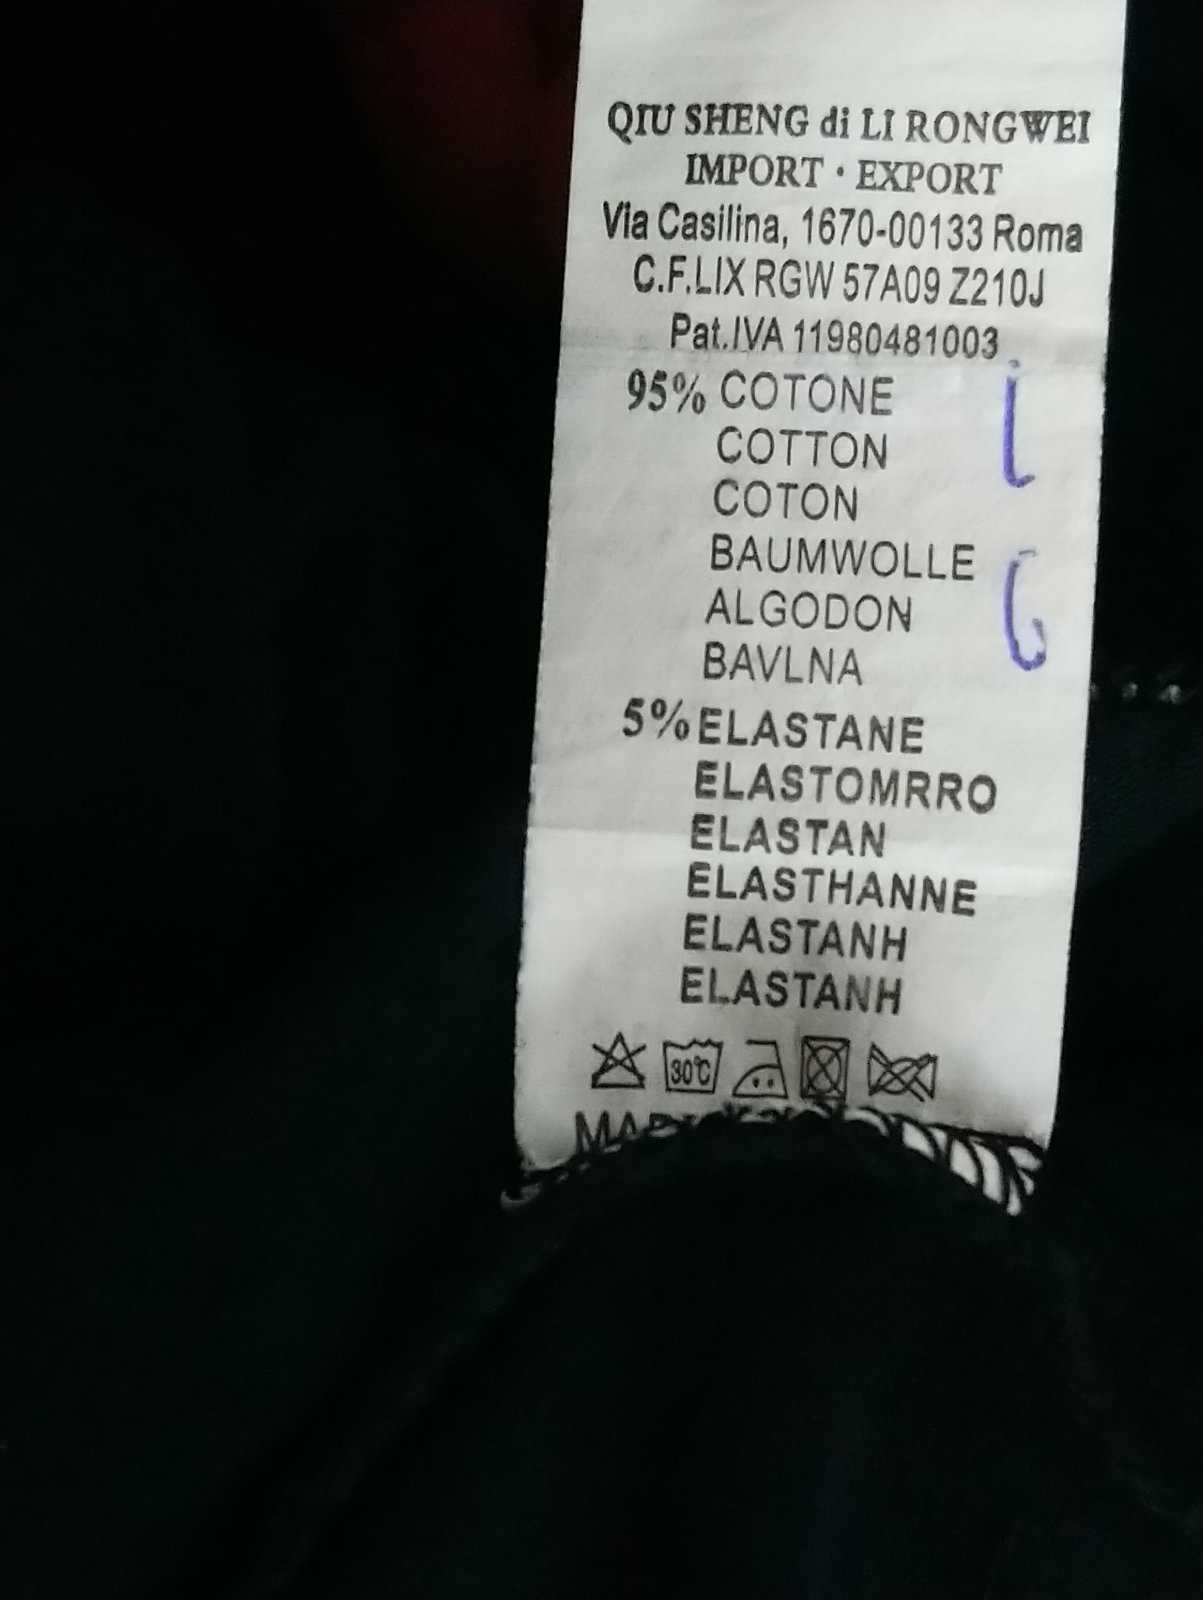 QIU SHENG di LI RONGWEI
IMPORT · EXPORT
Via Casilina, 1670-00133 Roma
C.F.LIX RGW 57A09 Z210J
Pat.IVA 11980481003
95% COTONE
COTTON
COTON
BAUMWOLLE
ALGODON
BAVLNA
5% ELASTANE
ELASTOMRRO
ELASTAN
ELASTHANNE
ELASTANH
ELASTANH
30°C